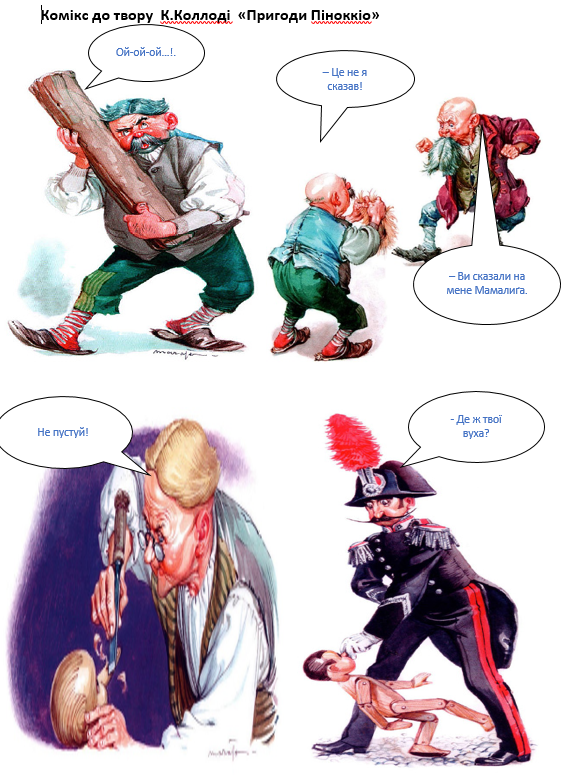 Комікс до твору К.Коллоді «Пригоди Піноккіо»
Ой-ой-ой…!.
– Це не я
сказав!
– Ви сказали на
мене Мамалиґа.
Не пустуй!
- Де ж твої
вуха?